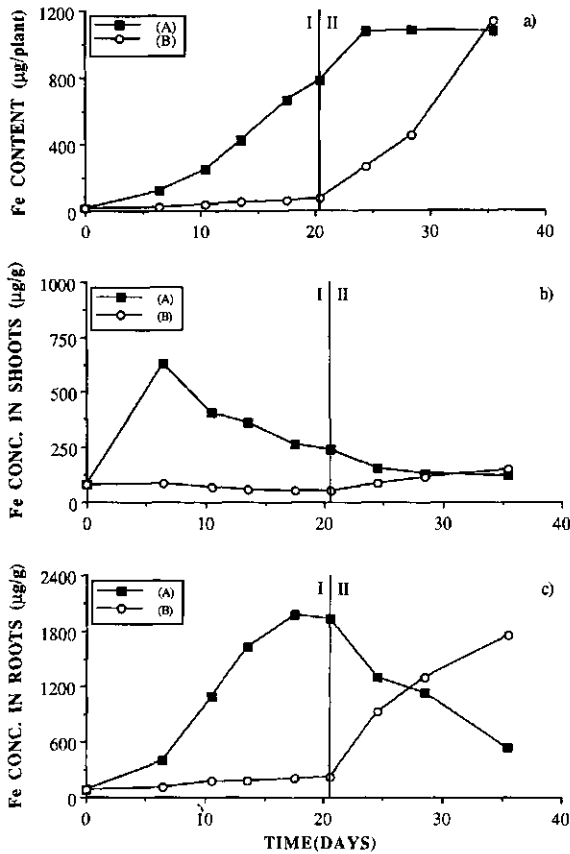 Fe CONTENT (µg/plant)
1200
800
400
0
(A)
(B)
I II
a)
0 10 20 30 40
Fe CONC. IN SHOOTS (µg/g)
1000
750
500
250
0
(A)
(B)
I II
b)
0 10 20 30 40
Fe CONC. IN ROOTS (µg/g)
2400
1800
1200
600
0
(A)
(B)
I II
c)
0 10 20 30 40
TIME(DAYS)